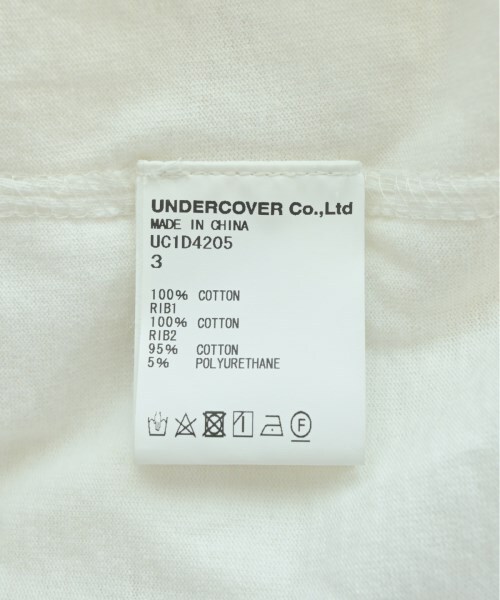 UNDERCOVER Co.,Ltd
MADE IN CHINA
UC1D4205
3
100% COTTON
RIB1
100% COTTON
RIB2
95% COTTON
5% POLYURETHANE
F